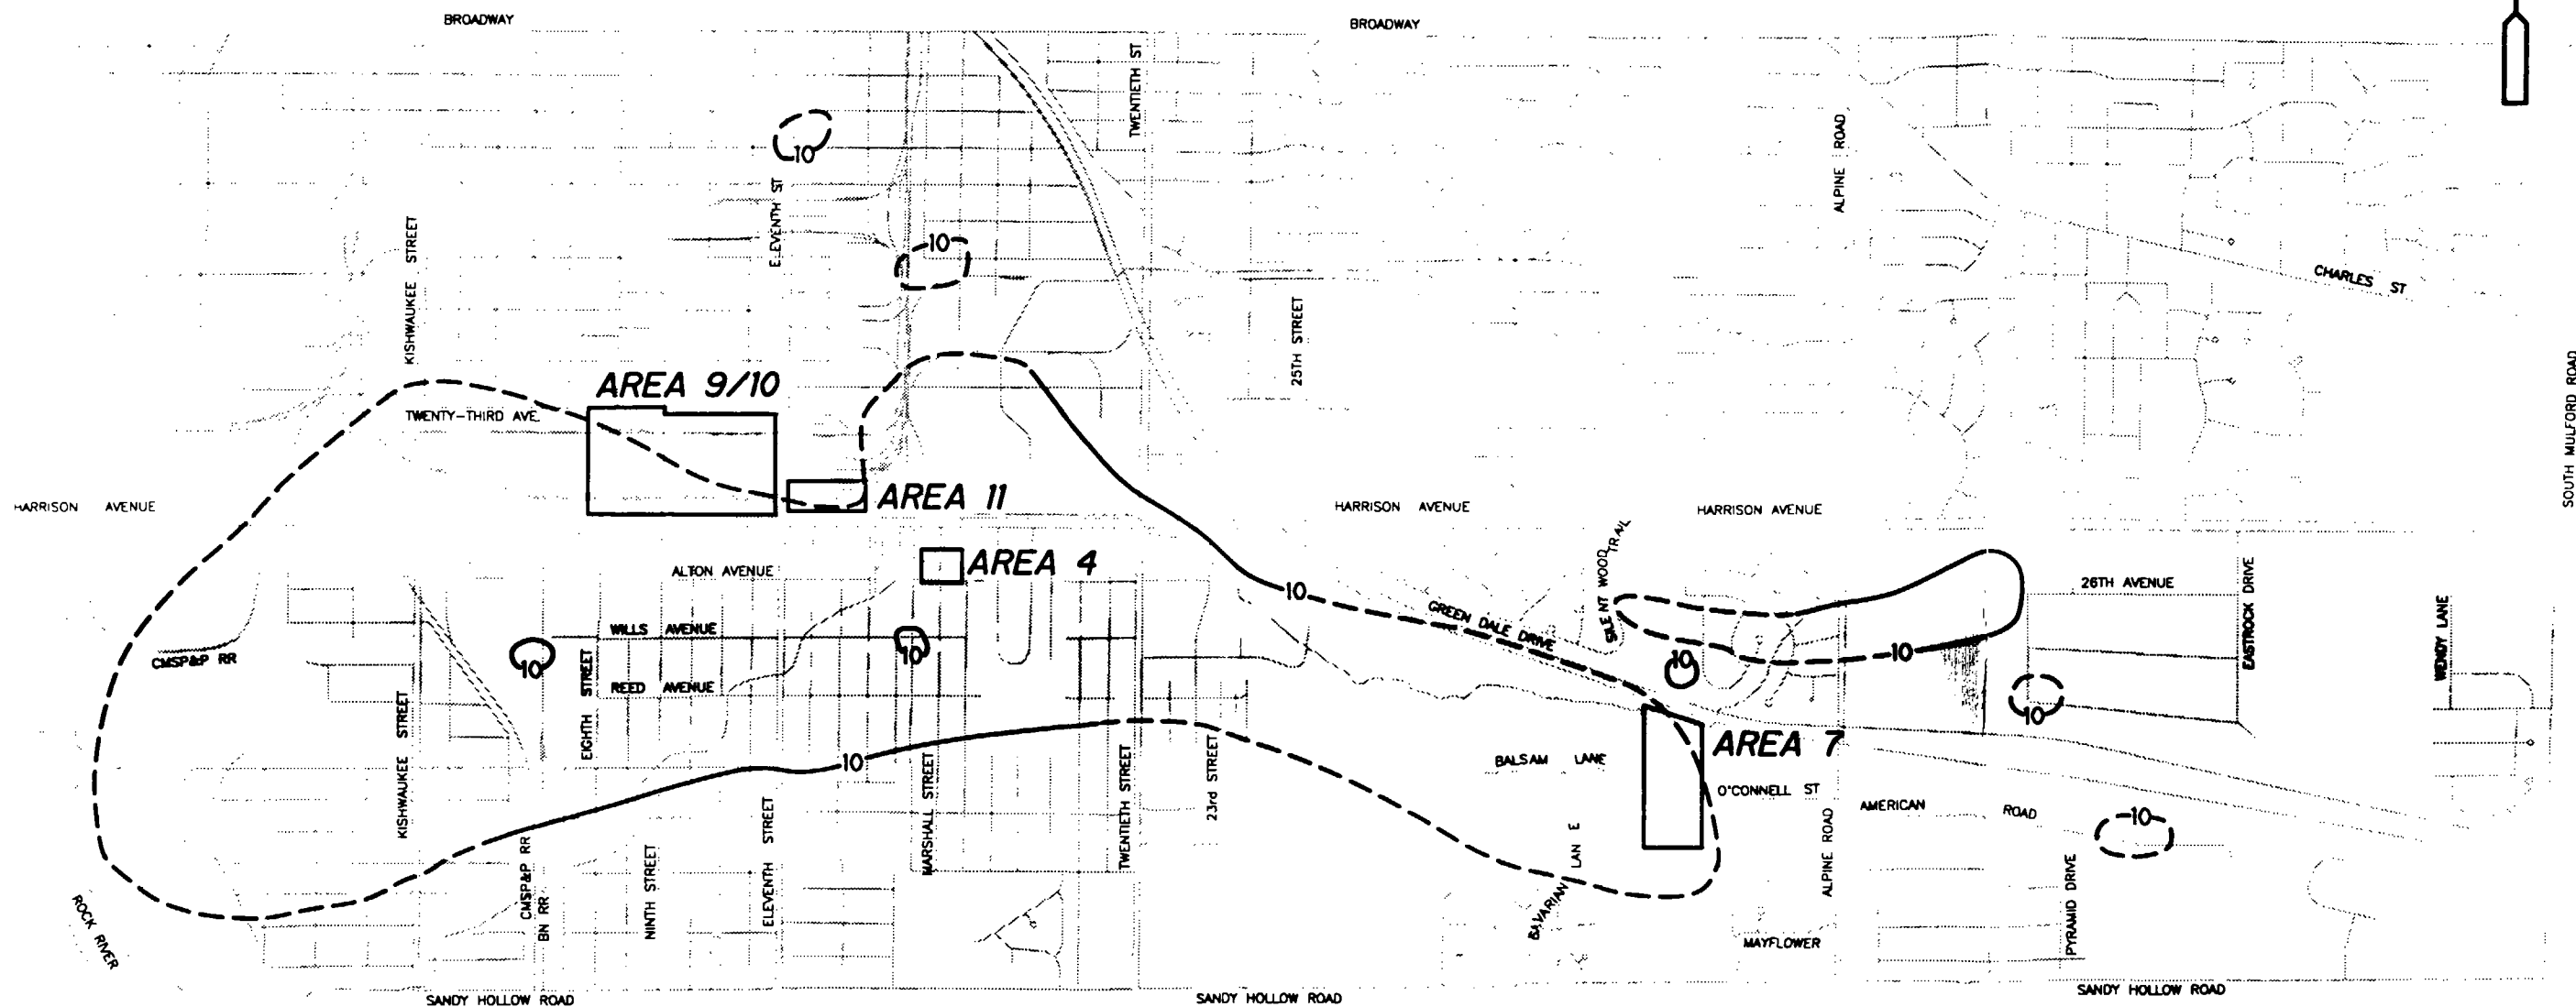 BROADWAY
BROADWAY
TWENTIETH ST
10
ALPINE ROAD
ELEVENTH ST
KISHWAUKEE STREET
10
CHARLES ST
25TH STREET
SOUTH MULFORD ROAD
AREA 9/10
TWENTY-THIRD AVE.
AREA 11
HARRISON AVENUE
HARRISON AVENUE
HARRISON AVENUE
SILENT WOOD TRAIL
AREA 4
ALTON AVENUE
10
26TH AVENUE
EASTROCK DRIVE
WENDY LANE
GREEN DALE DRIVE
WILLS AVENUE
10
10
10
10
CMSP&P RR
EIGHTH STREET
REED AVENUE
10
KISHWAUKEE STREET
AREA 7
10
BALSAM LANE
MARSHALL STREET
TWENTIETH STREET
23rd STREET
O'CONNELL ST
AMERICAN ROAD
10
ALPINE ROAD
BAVARIAN LAN E
CMSP&P RR
BN RR
NINTH STREET
ELEVENTH STREET
PYRAMID DRIVE
ROCK RIVER
MAYFLOWER
SANDY HOLLOW ROAD
SANDY HOLLOW ROAD
SANDY HOLLOW ROAD